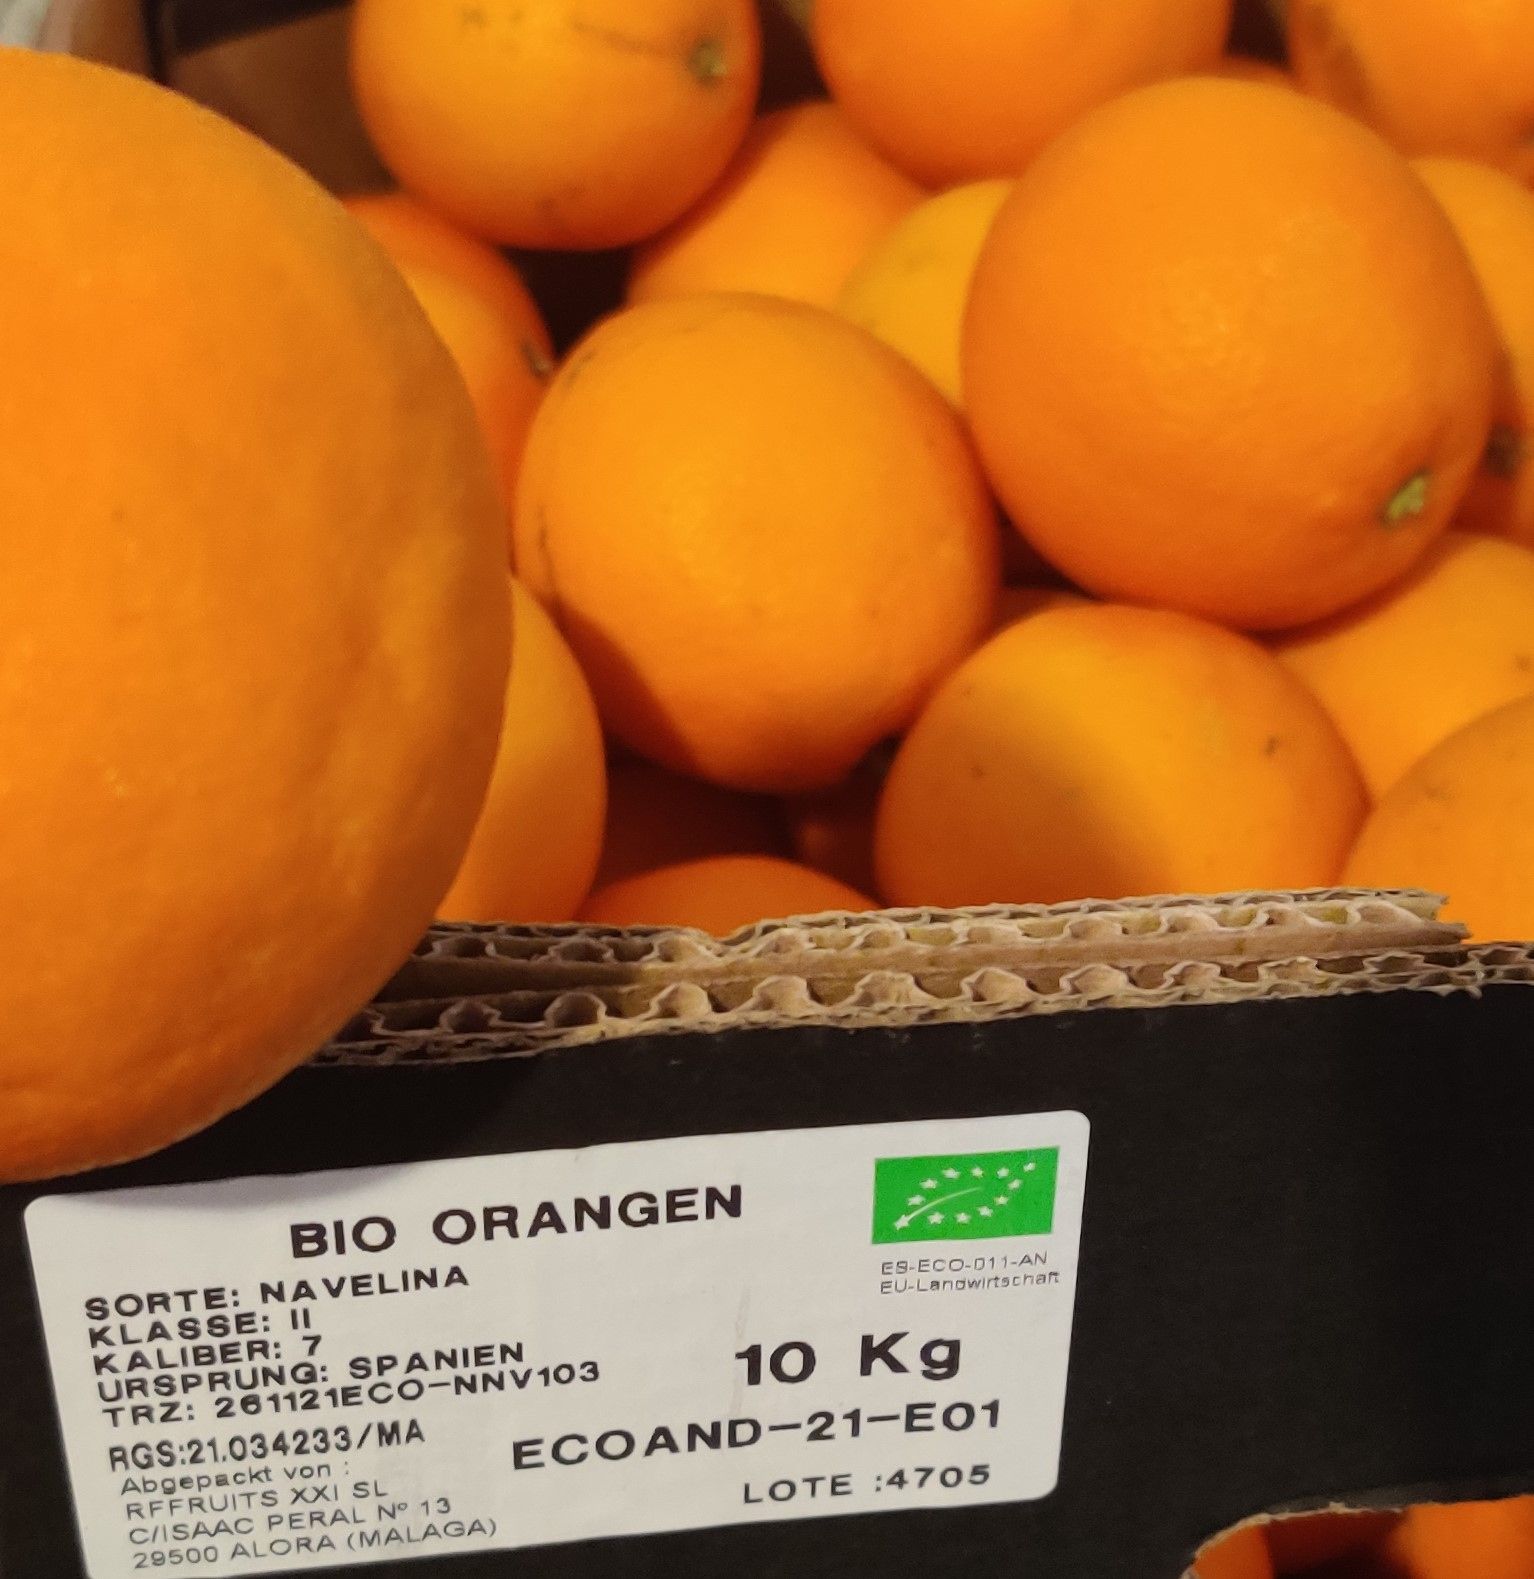 BIO ORANGEN
SORTE: NAVELINA
KLASSE: II
KALIBER: 7
URSPRUNG: SPANIEN
TRZ: 261121ECO-NNV103
RGS:21.034233/MA
Abgepackt von :
RFFRUITS XXI SL
C/ISAAC PERAL Nº 13
29500 ALORA (MALAGA)
ES-ECO-011-AN
EU-Landwirtschaft
10 Kg
ECOAND-21-E01
LOTE :4705